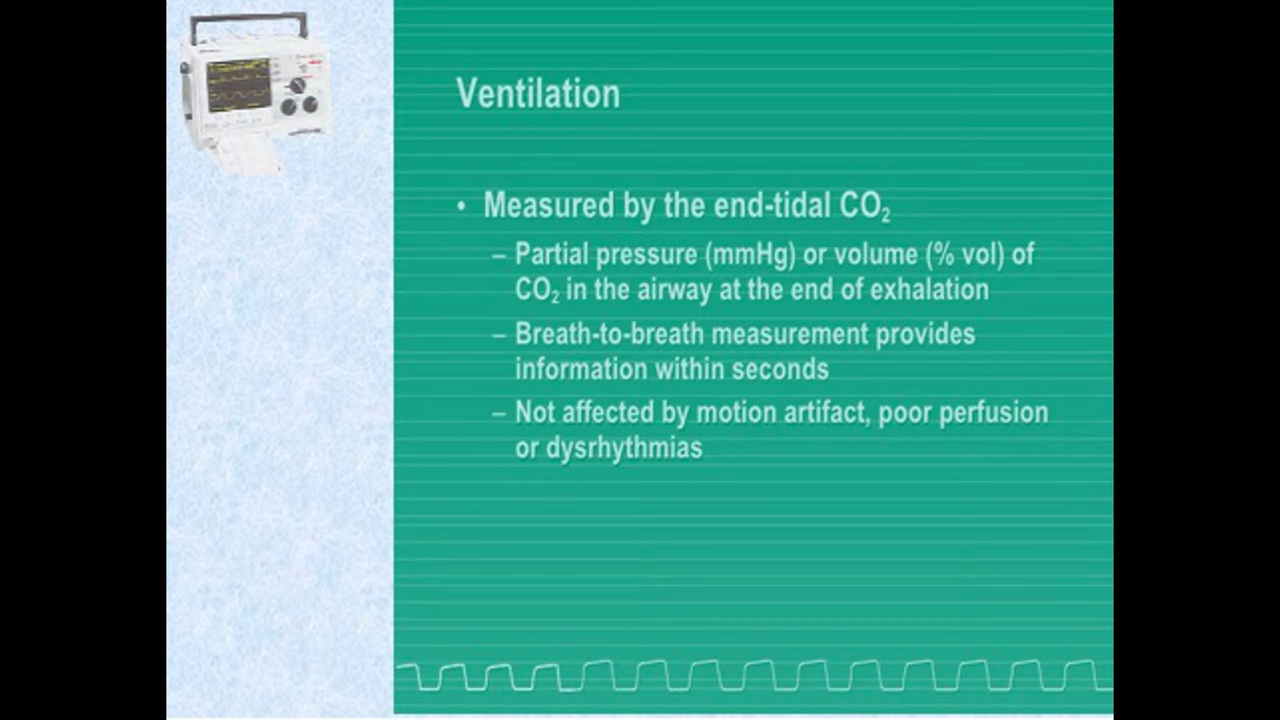 Ventilation
• Measured by the end-tidal CO₂
– Partial pressure (mmHg) or volume (% vol) of
CO₂ in the airway at the end of exhalation
– Breath-to-breath measurement provides
information within seconds
– Not affected by motion artifact, poor perfusion
or dysrhythmias